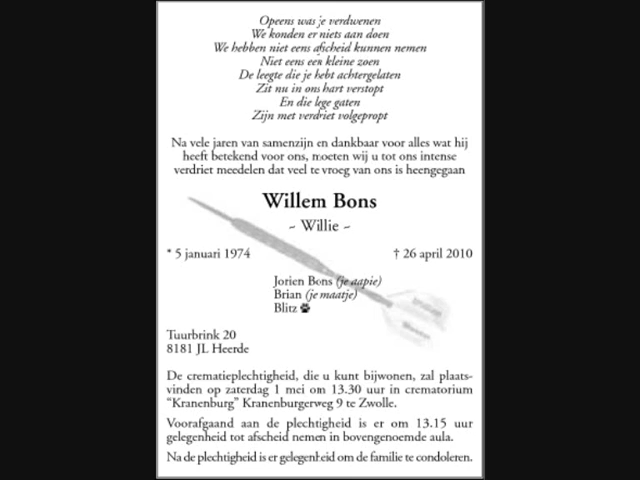 Opeens was je verdwenen
We konden er niets aan doen
We hebben niet eens afscheid kunnen nemen
Niet eens een kleine zoen
De leegte die je hebt achtergelaten
Zit nu in ons hart verstopt
En die lege gaten
Zijn met verdriet volgepropt
Na vele jaren van samenzijn en dankbaar voor alles wat hij
heeft betekend voor ons, moeten wij u tot ons intense
verdriet meedelen dat veel te vroeg van ons is heengegaan
Willem Bons
~ Willie ~
* 5 januari 1974 † 26 april 2010
Jorien Bons (je aapie)
Brian (je maatje)
Blitz
Tuurbrink 20
8181 JL Heerde
De crematieplechtigheid, die u kunt bijwonen, zal plaats-
vinden op zaterdag 1 mei om 13.30 uur in crematorium
“Kranenburg” Kranenburgerweg 9 te Zwolle.
Voorafgaand aan de plechtigheid is er om 13.15 uur
gelegenheid tot afscheid nemen in bovengenoemde aula.
Na de plechtigheid is er gelegenheid om de familie te condoleren.